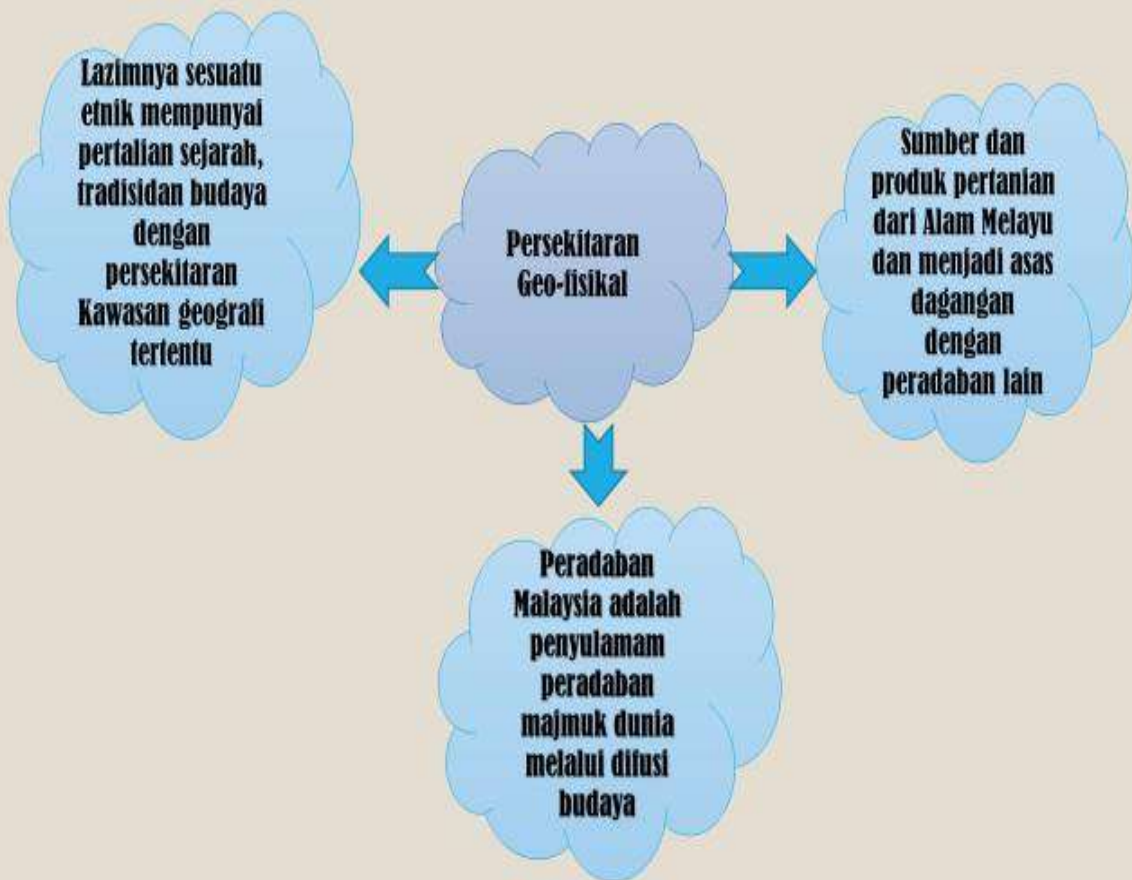 Lazimnya sesuatu
etnik mempunyai
pertalian sejarah,
tradisidan budaya
dengan
persekitaran
Kawasan geografi
tertentu
Persekitaran
Geo-fisikal
Sumber dan
produk pertanian
dari Alam Melayu
dan menjadi asas
dagangan
dengan
peradaban lain
Peradaban
Malaysia adalah
penyulamam
peradaban
majmuk dunia
melalui difusi
budaya